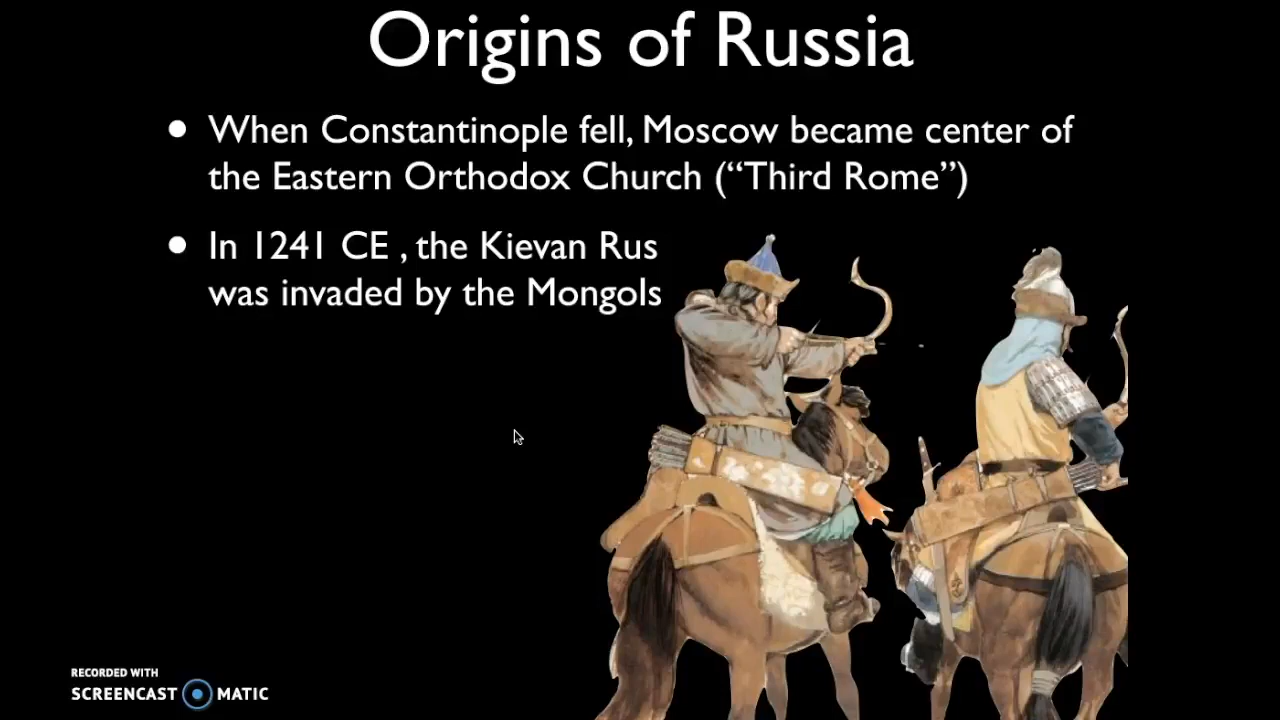 Origins of Russia
• When Constantinople fell, Moscow became center of
the Eastern Orthodox Church (“Third Rome”)
• In 1241 CE , the Kievan Rus
was invaded by the Mongols
RECORDED WITH
SCREENCAST MATIC